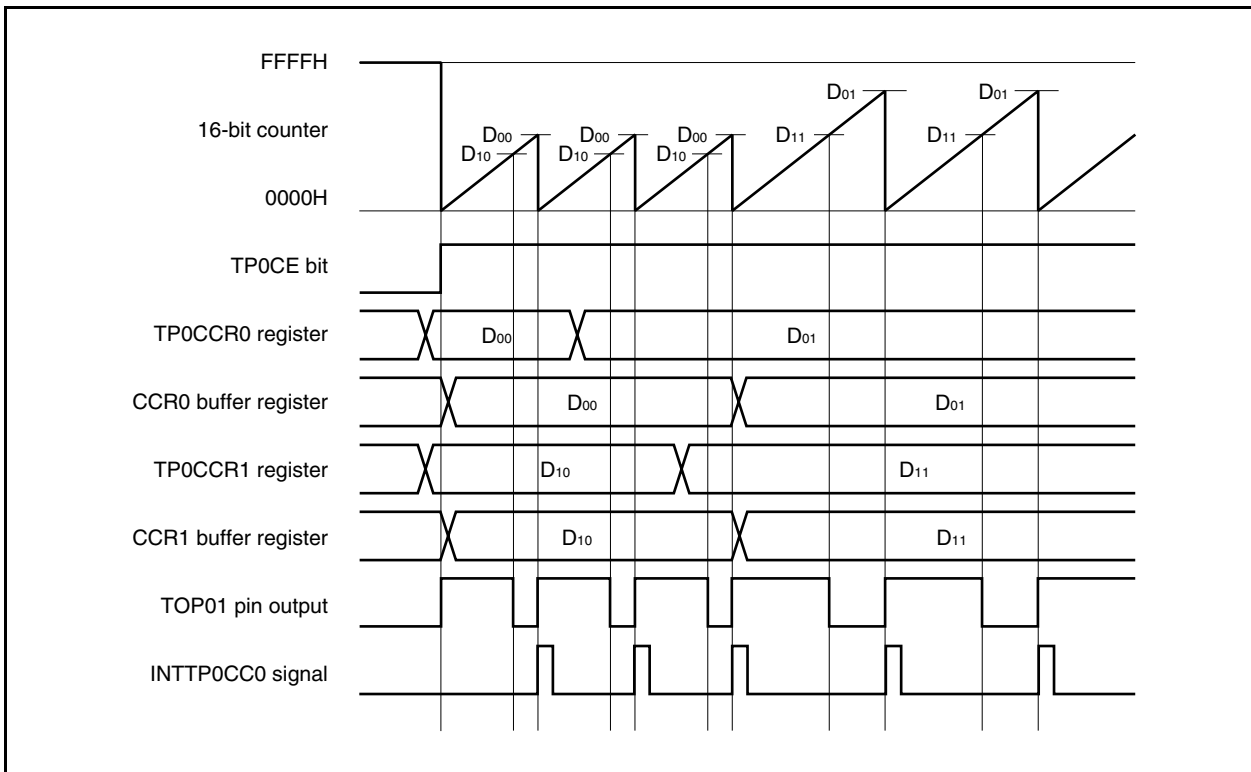 FFFFH
D01 D01
16-bit counter D00 D00 D00 D11 D11
D10 D10 D10
0000H
TP0CE bit
TP0CCR0 register D00 D01
CCR0 buffer register D00 D01
TP0CCR1 register D10 D11
CCR1 buffer register D10 D11
TOP01 pin output
INTTP0CC0 signal